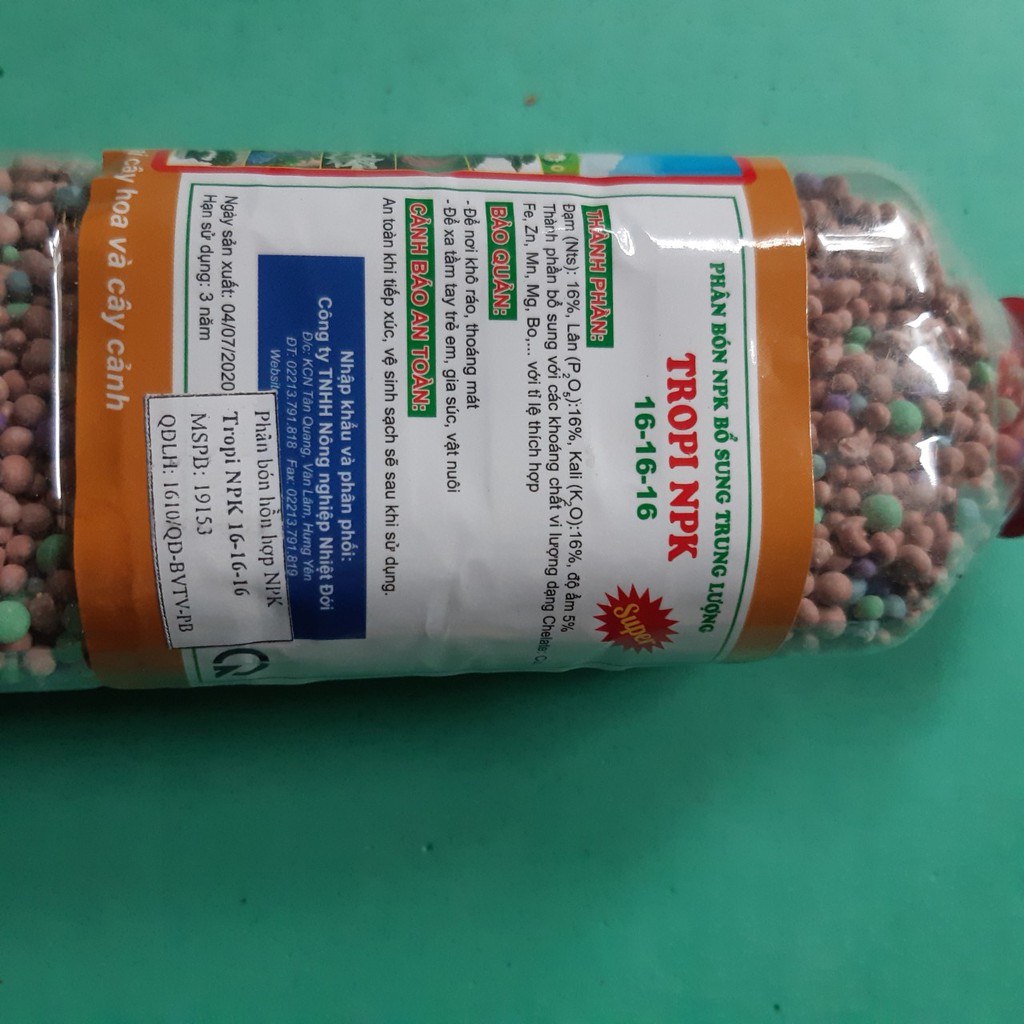 PHÂN BÓN NPK BỔ SUNG TRUNG LƯỢNG
TROPI NPK
16-16-16
Super
THÀNH PHẦN:
Đạm (Nts): 16%, Lân (P₂O₅):16%, Kali (K₂O):16%, độ ẩm 5%
Thành phần bổ sung với các khoáng chất vi lượng dạng Chelate:
Fe, Zn, Mn, Mg, Bo,... với tỉ lệ thích hợp
BẢO QUẢN:
- Để nơi khô ráo, thoáng mát
- Để xa tầm tay trẻ em, gia súc, vật nuôi
CẢNH BÁO AN TOÀN:
An toàn khi tiếp xúc, vệ sinh sạch sẽ sau khi sử dụng.
Nhập khẩu và phân phối:
Công ty TNHH Nông nghiệp Nhiệt Đới
Đ/c: KCN Tân Quang, Văn Lâm, Hưng Yên
ĐT: 02213.791.818 Fax: 02213.791.819
Website
Ngày sản xuất: 04/07/2020
Hạn sử dụng: 3 năm
Phân bón hỗn hợp NPK
Tropi NPK 16-16-16
MSPB: 19153
QDLH: 1610/QD-BVTV-PB
cây hoa và cây cảnh